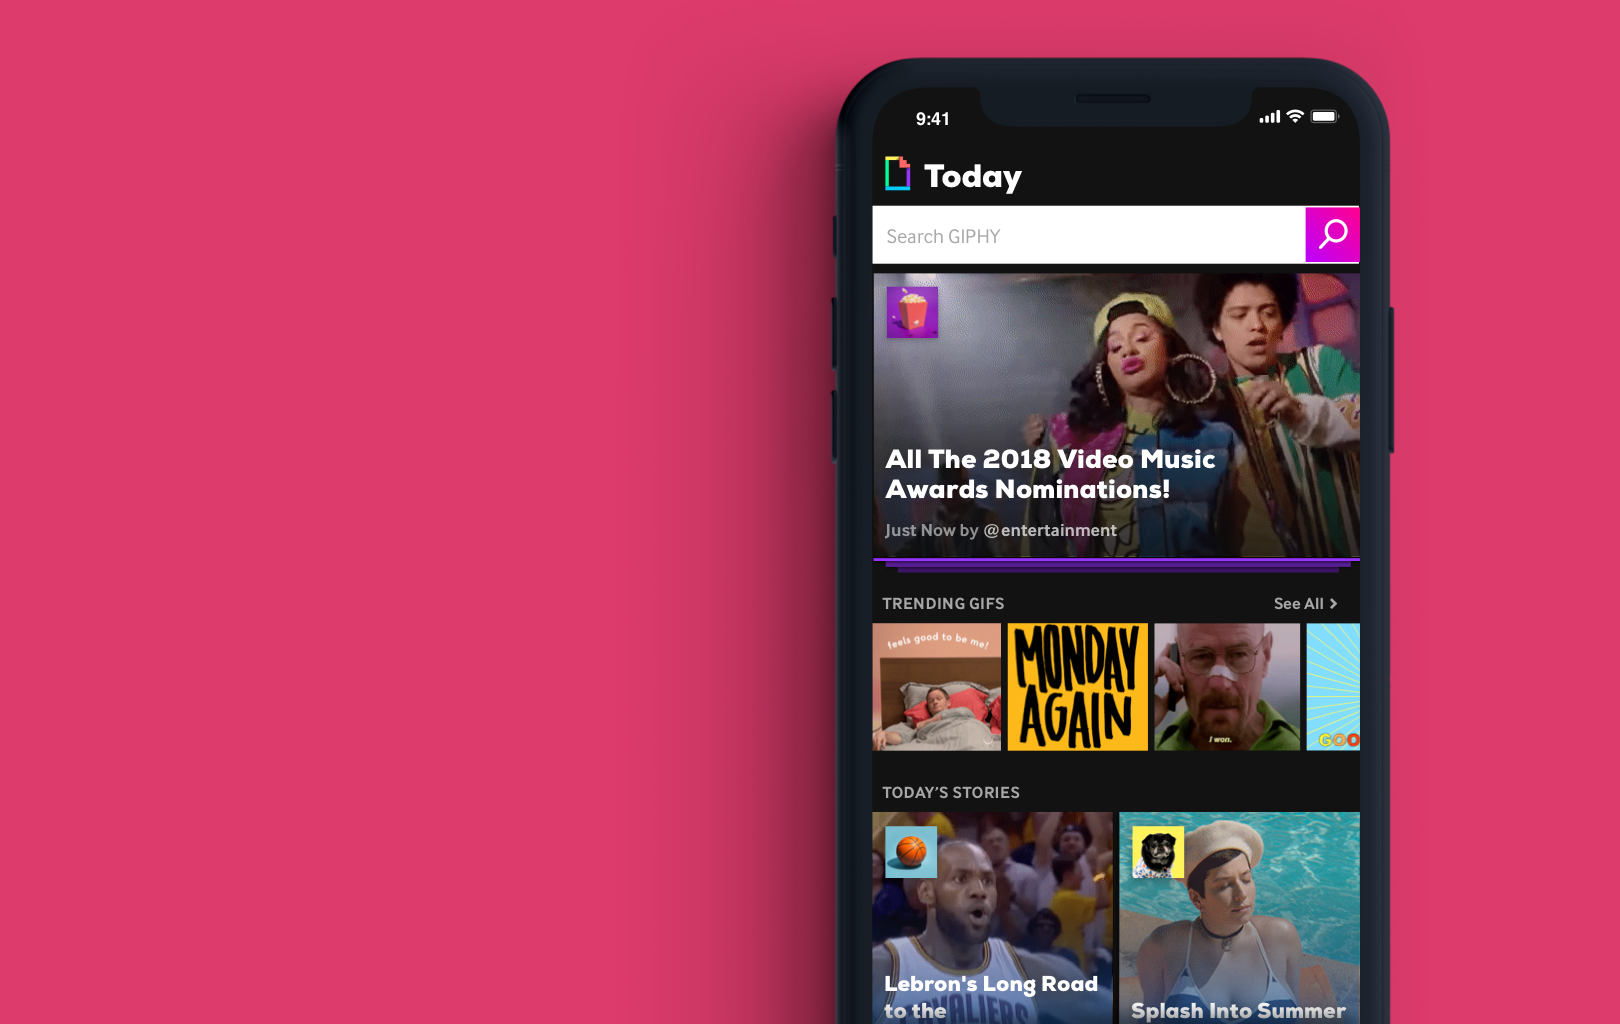 9:41
Today
Search GIPHY
All The 2018 Video Music
Awards Nominations!
Just Now by @entertainment
TRENDING GIFS
See All
feels good to be me!
MONDAY
AGAIN
I won.
GOO
TODAY'S STORIES
Lebron's Long Road
to the
Splash Into Summer